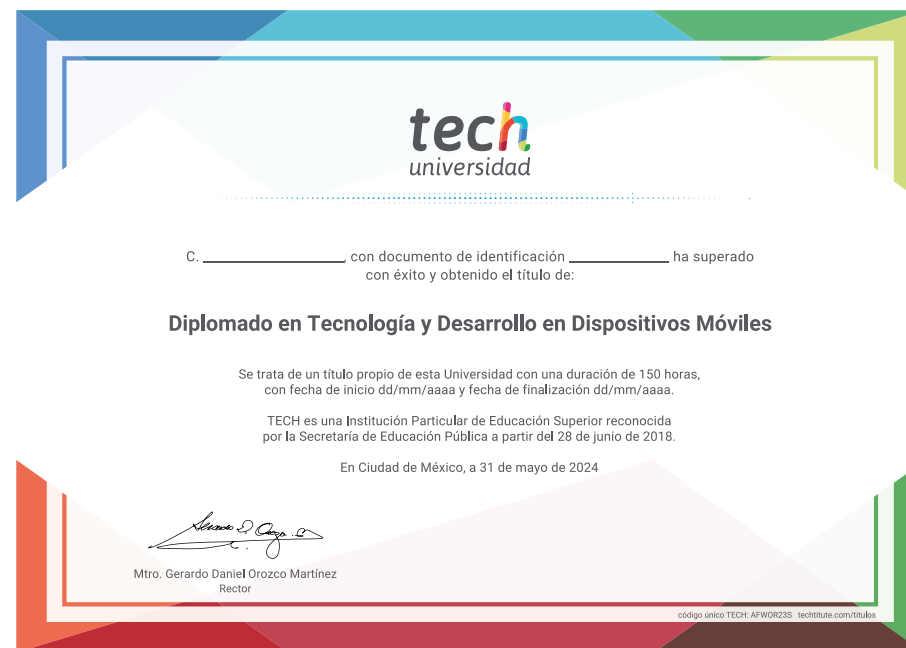 tech
universidad
C. ____________, con documento de identificación ____________ ha superado
con éxito y obtenido el título de:
Diplomado en Tecnología y Desarrollo en Dispositivos Móviles
Se trata de un título propio de esta Universidad con una duración de 150 horas,
con fecha de inicio dd/mm/aaaa y fecha de finalización dd/mm/aaaa.
TECH es una Institución Particular de Educación Superior reconocida
por la Secretaría de Educación Pública a partir del 28 de junio de 2018.
En Ciudad de México, a 31 de mayo de 2024
Mtro. Gerardo Daniel Orozco Martínez
Rector
código único TECH: AFWOR23S techtitute.com/titulos